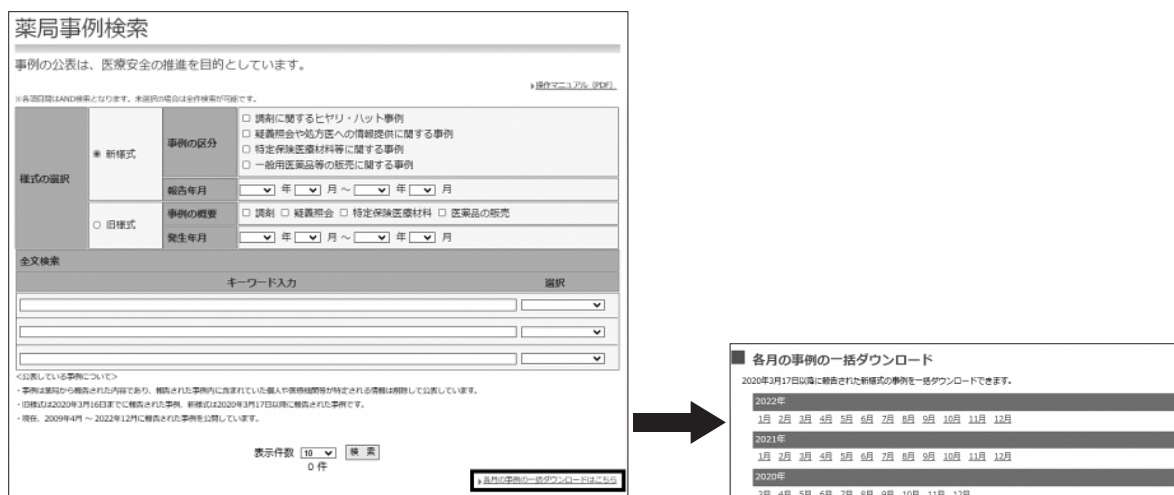 薬局事例検索
事例の公表は、医療安全の推進を目的としています。
操作マニュアル (PDF)
※各項目間はAND検索となります。未選択の場合は全件検索が可能です。
様式の選択
新様式
事例の区分
調剤に関するヒヤリ・ハット事例
疑義照会や処方医への情報提供に関する事例
特定保険医療材料等に関する事例
一般用医薬品等の販売に関する事例
報告年月
年 月 ～ 年 月
旧様式
事例の概要
調剤 疑義照会 特定保険医療材料 医薬品の販売
発生年月
年 月 ～ 年 月
全文検索
キーワード入力 選択
<公表している事例について>
・事例は薬局から報告された内容であり、報告された事例内に含まれていた個人や医療機関等が特定される情報は削除して公表しています。
・旧様式は2020年3月16日までに報告された事例、新様式は2020年3月17日以降に報告された事例です。
・現在、2009年4月 ～ 2022年12月に報告された事例を公開しています。
表示件数 10 検 索
0 件
各月の事例の一括ダウンロードはこちら
各月の事例の一括ダウンロード
2020年3月17日以降に報告された新様式の事例を一括ダウンロードできます。
2022年
1月 2月 3月 4月 5月 6月 7月 8月 9月 10月 11月 12月
2021年
1月 2月 3月 4月 5月 6月 7月 8月 9月 10月 11月 12月
2020年
3月 4月 5月 6月 7月 8月 9月 10月 11月 12月